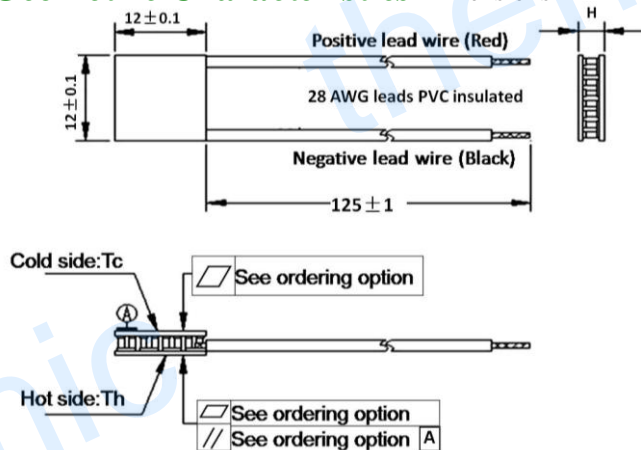 12±0.1
H
Positive lead wire (Red)
12±0.1
28 AWG leads PVC insulated
Negative lead wire (Black)
125±1
Cold side:Tc
See ordering option
A
Hot side:Th
See ordering option
// See ordering option A